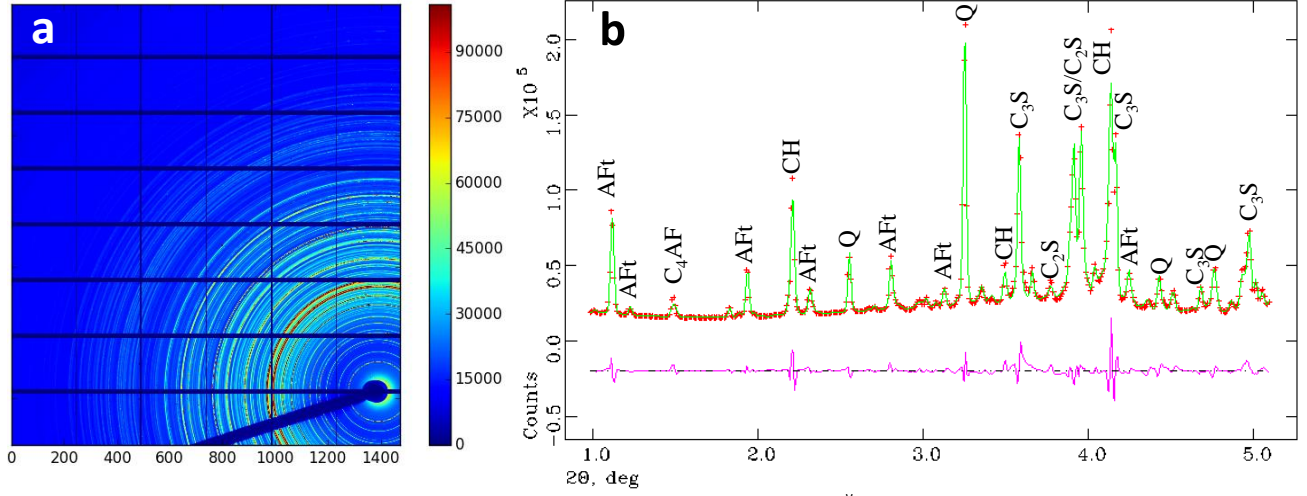 a
90000
75000
60000
45000
30000
15000
0
0 200 400 600 800 1000 1200 1400
b
X10 5
2.0
1.5
1.0
0.5
0.0
−0.5
Counts
AFt
AFt
C4AF
AFt
CH
AFt
Q
AFt
AFt
Q
CH
C3S
C2S
C3S/C2S
CH
C3S
AFt
Q
C3S
Q
C3S
1.0 2.0 3.0 4.0 5.0
2θ, deg